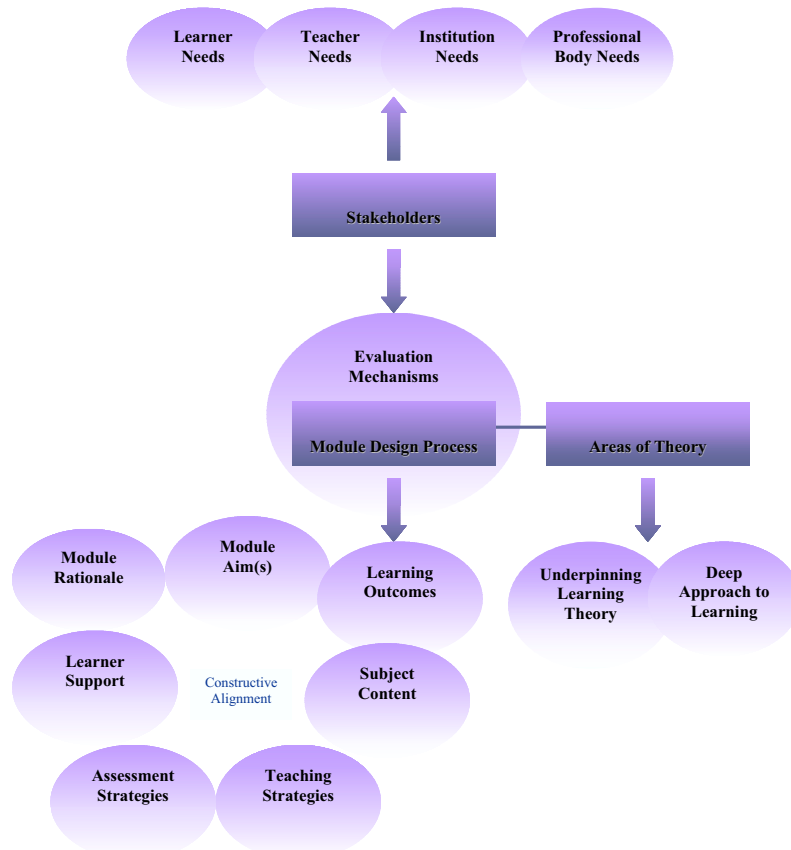 Learner
Needs
Teacher
Needs
Institution
Needs
Professional
Body Needs
Stakeholders
Evaluation
Mechanisms
Module Design Process
Areas of Theory
Module
Rationale
Module
Aim(s)
Learning
Outcomes
Underpinning
Learning
Theory
Deep
Approach to
Learning
Learner
Support
Constructive
Alignment
Subject
Content
Assessment
Strategies
Teaching
Strategies